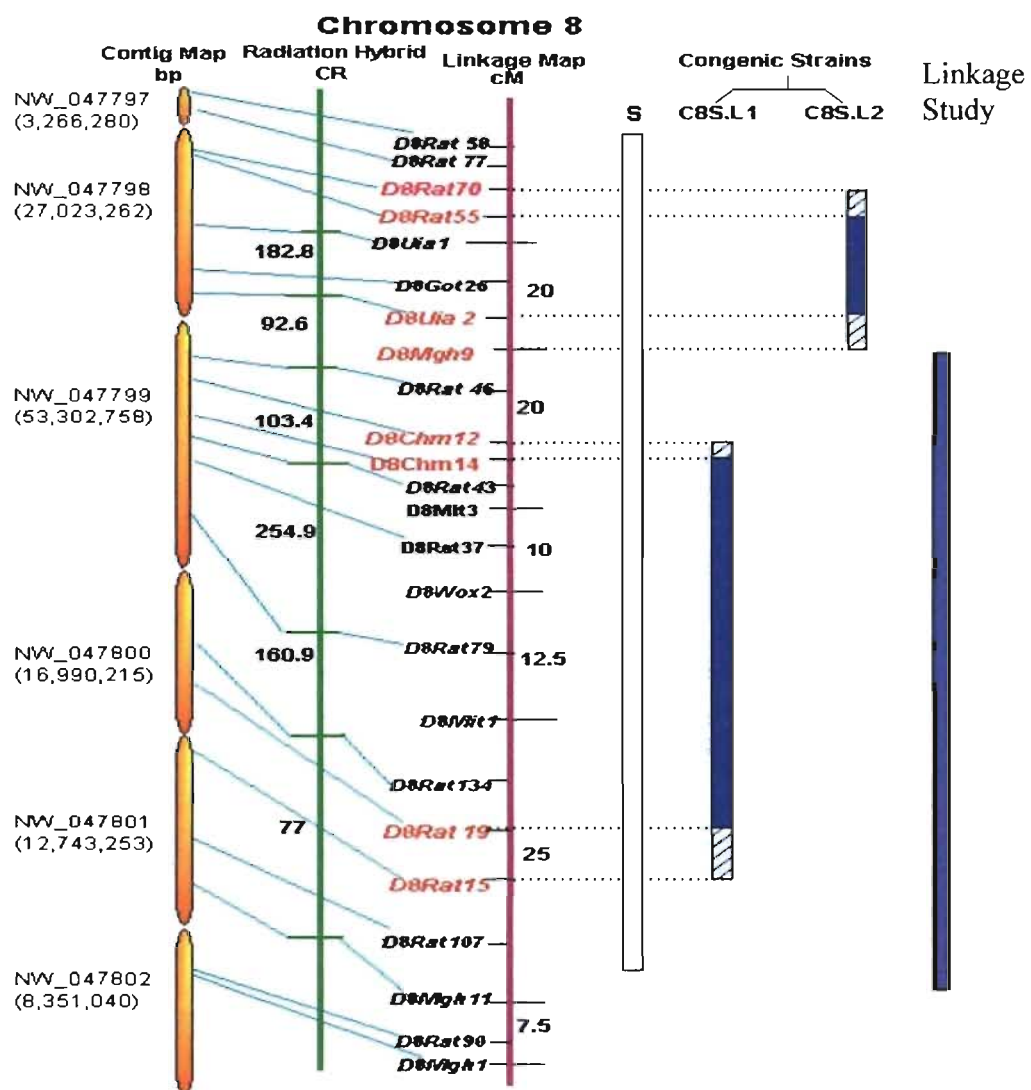 Chromosome 8
Contig Map
bp
Radiation Hybrid
CR
Linkage Map
cM
Congenic Strains
S
C8S.L1
C8S.L2
Linkage
Study
NW_047797
(3,266,280)
NW_047798
(27,023,262)
NW_047799
(53,302,758)
NW_047800
(16,990,215)
NW_047801
(12,743,253)
NW_047802
(8,351,040)
182.8
92.6
103.4
254.9
160.9
77
D8Rat 58
D8Rat 77
D8Rat70
D8Rat55
D8Uia1
D8Got26
D8Uia 2
D8Mgh9
D8Rat 46
D8Chm12
D8Chm14
D8Rat43
D8Mit3
D8Rat37
D8Wox2
D8Rat79
D8Mit1
D8Rat134
D8Rat 19
D8Rat15
D8Rat107
D8Mgh11
D8Rat90
D8Mgh1
20
20
10
12.5
25
7.5